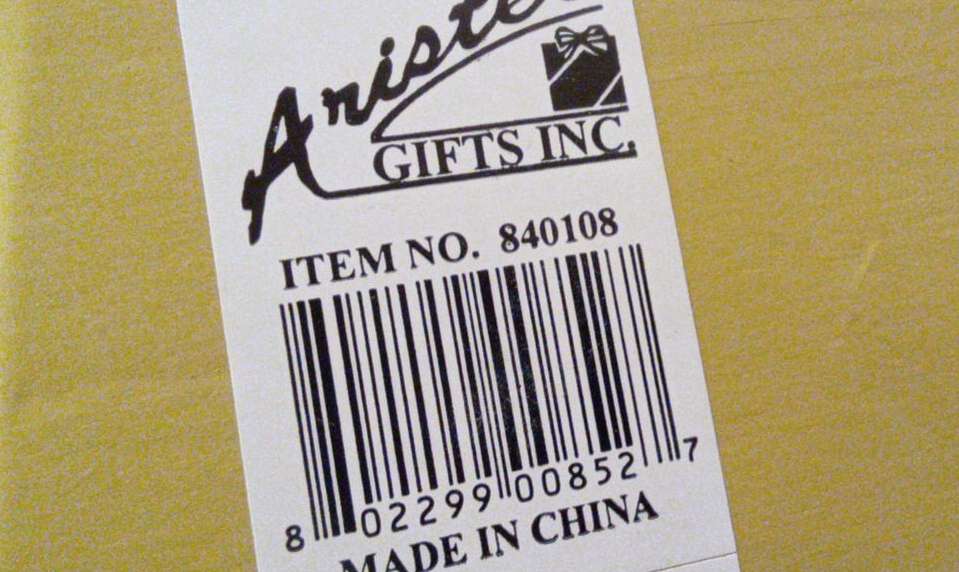 GIFTS INC.
ITEM NO. 840108
8 02299 00852 7
MADE IN CHINA